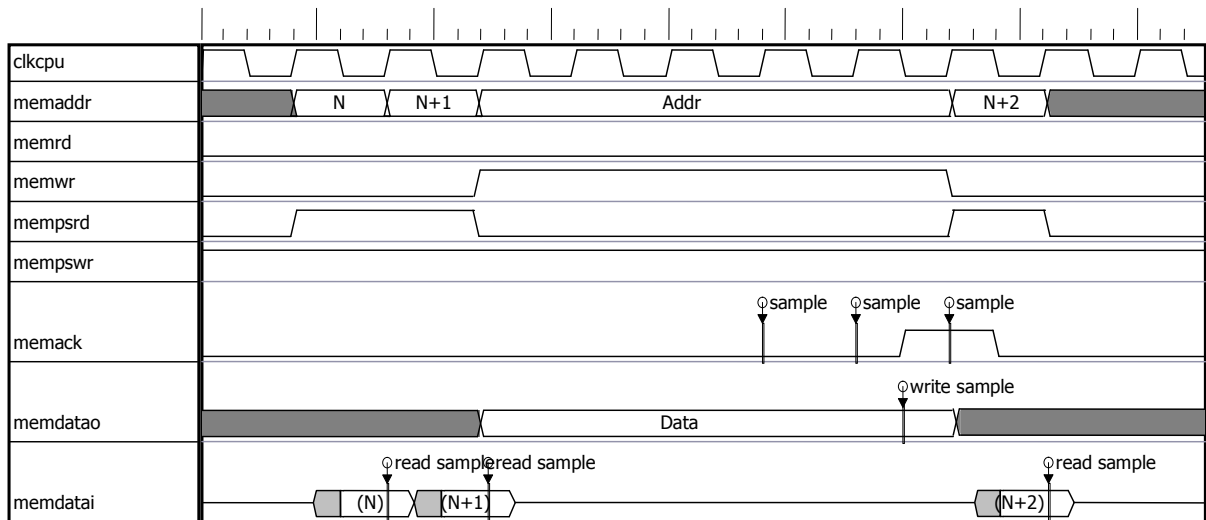 clkcpu
memaddr N N+1 Addr N+2
memrd
memwr
mempsrd
mempswr
sample sample sample
memack
write sample
memdatao Data
read sample read sample read sample
memdatai (N) (N+1) (N+2)